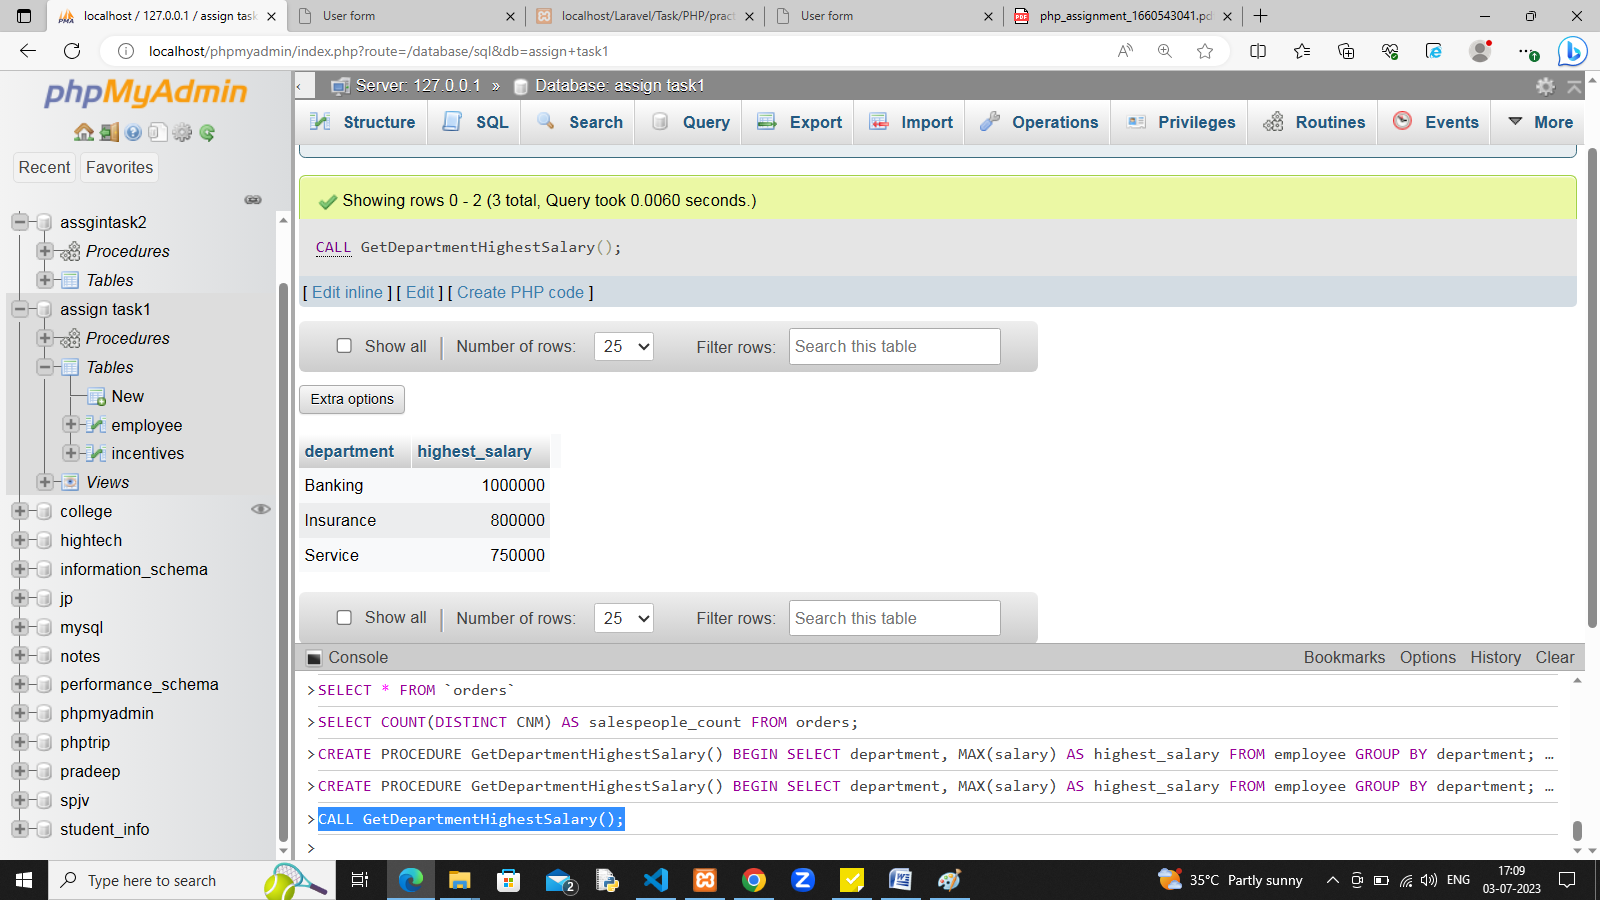 localhost / 127.0.0.1 / assign task
User form
localhost/Laravel/Task/PHP/pract
User form
php_assignment_1660543041.pd
localhost/phpmyadmin/index.php?route=/database/sql&db=assign+task1
phpMyAdmin
Recent
Favorites
assgintask2
Procedures
Tables
assign task1
Procedures
Tables
New
employee
incentives
Views
college
hightech
information_schema
jp
mysql
notes
performance_schema
phpmyadmin
phptrip
pradeep
spjv
student_info
Server: 127.0.0.1 » Database: assign task1
Structure SQL Search Query Export Import Operations Privileges Routines Events More
Showing rows 0 - 2 (3 total, Query took 0.0060 seconds.)
CALL GetDepartmentHighestSalary();
[ Edit inline ] [ Edit ] [ Create PHP code ]
Show all | Number of rows: 25 Filter rows: Search this table
Extra options
department highest_salary
Banking 1000000
Insurance 800000
Service 750000
Show all | Number of rows: 25 Filter rows: Search this table
Console Bookmarks Options History Clear
>SELECT * FROM `orders`
>SELECT COUNT(DISTINCT CNM) AS salespeople_count FROM orders;
>CREATE PROCEDURE GetDepartmentHighestSalary() BEGIN SELECT department, MAX(salary) AS highest_salary FROM employee GROUP BY department; …
>CREATE PROCEDURE GetDepartmentHighestSalary() BEGIN SELECT department, MAX(salary) AS highest_salary FROM employee GROUP BY department; …
>CALL GetDepartmentHighestSalary();
>
Type here to search
2
35°C Partly sunny
ENG
17:09
03-07-2023